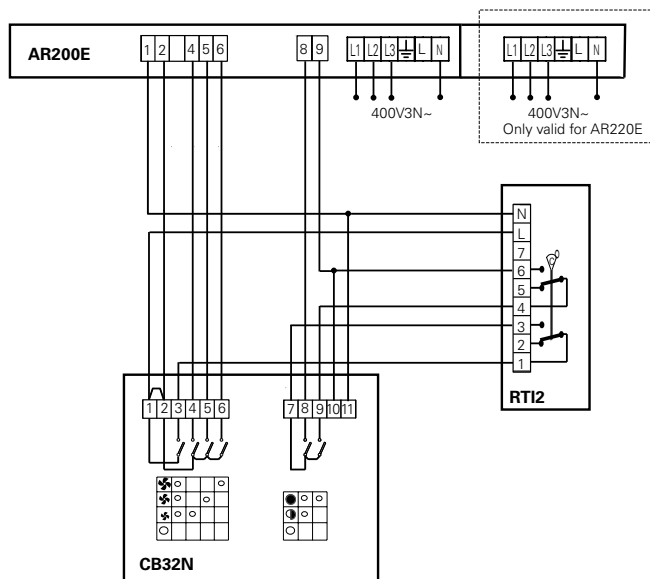 AR200E
1 2 4 5 6
8 9
L1 L2 L3 L N
L1 L2 L3 L N
400V3N~
400V3N~
Only valid for AR220E
N
L
7
6
5
4
3
2
1
RTI2
1 2 3 4 5 6
7 8 9 10 11
CB32N